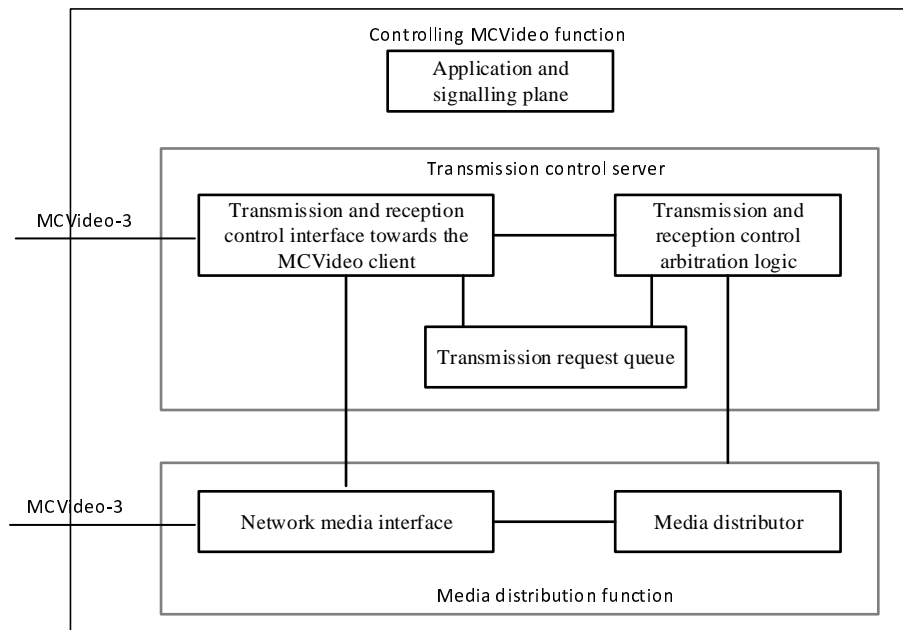 Controlling MCVideo function
Application and
signalling plane
Transmission control server
MCVideo-3
Transmission and reception
control interface towards the
MCVideo client
Transmission and
reception control
arbitration logic
Transmission request queue
MCVideo-3
Network media interface
Media distributor
Media distribution function